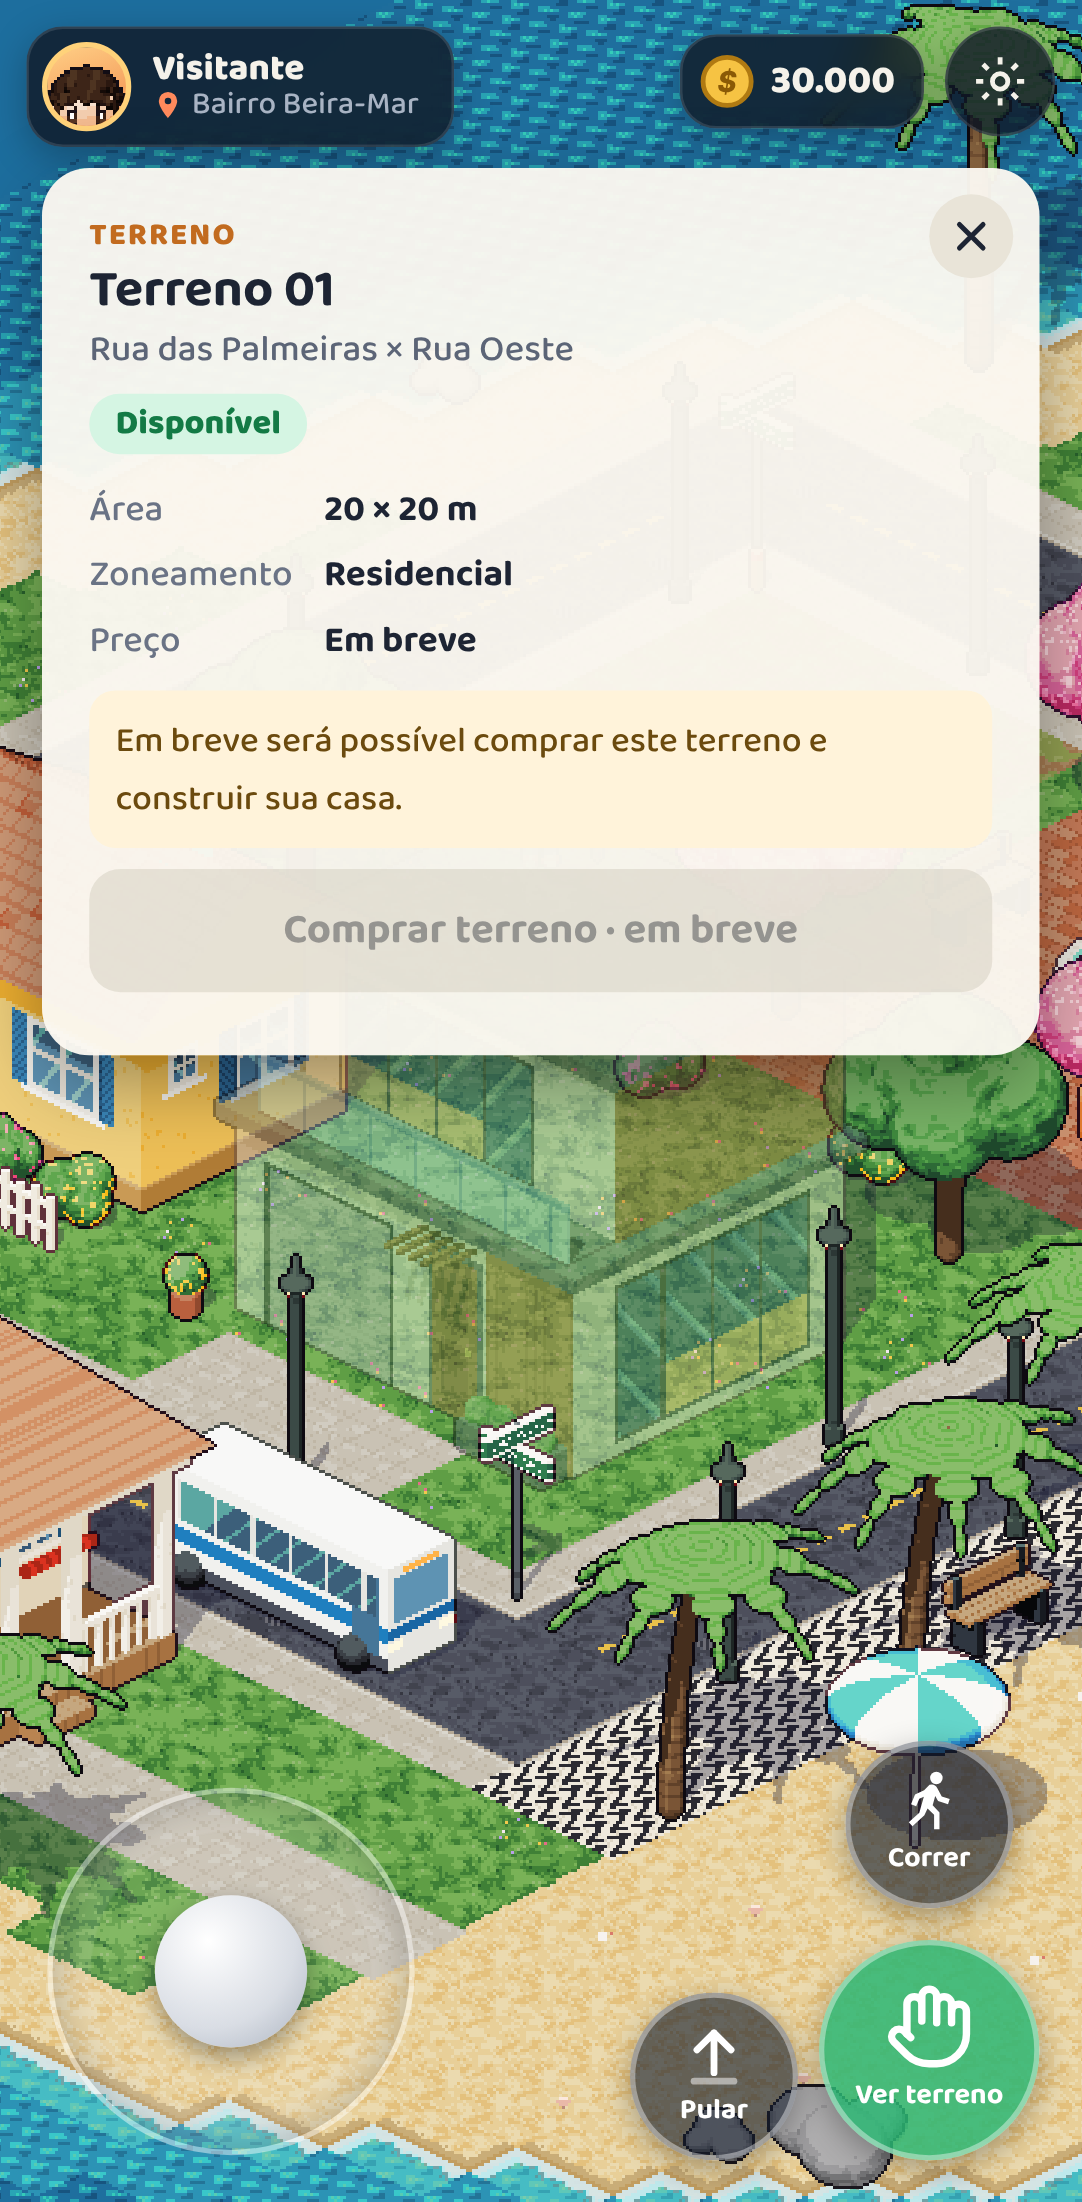 Visitante
Bairro Beira-Mar
30.000
TERRENO
Terreno 01
Rua das Palmeiras × Rua Oeste
Disponível
Área 20 × 20 m
Zoneamento Residencial
Preço Em breve
Em breve será possível comprar este terreno e
construir sua casa.
Comprar terreno · em breve
Correr
Pular
Ver terreno